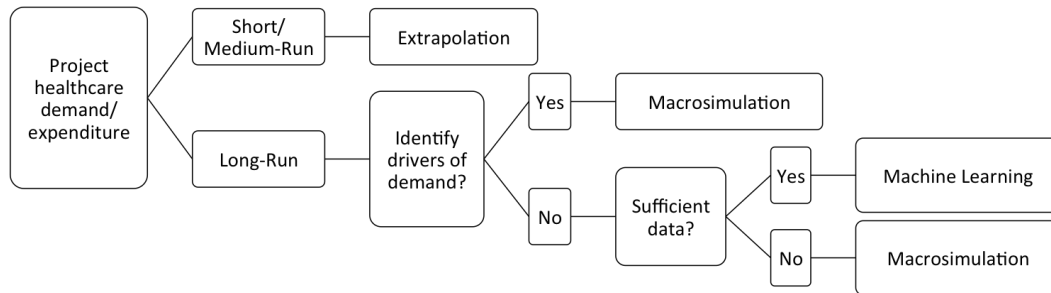 Project
healthcare
demand/
expenditure
Short/
Medium-Run
Extrapolation
Long-Run
Identify
drivers of
demand?
Yes
Macrosimulation
No
Sufficient
data?
Yes
Machine Learning
No
Macrosimulation